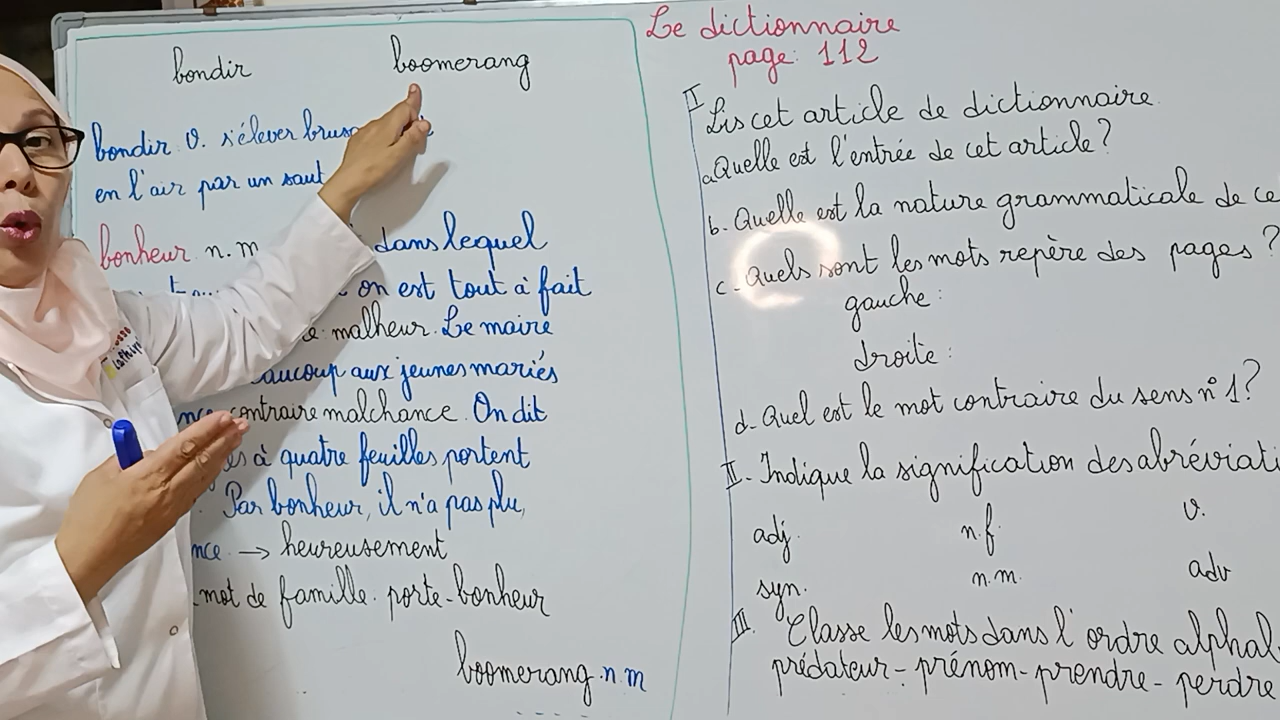 bondir boomerang
bondir v. s'élever brusq
en l'air par un saut
bonheur n.m dans lequel
on est tout à fait
malheur. Le maire
aucoup aux jeunes mariés
nce contraire malchance. On dit
es à quatre feuilles portent
Par bonheur, il n'a pas plu,
nce → heureusement
mot de famille. porte-bonheur
boomerang. n.m
Le dictionnaire
page: 112
I Lis cet article de dictionnaire
a. Quelle est l'entrée de cet article?
b. Quelle est la nature grammaticale de ce
c. Quels sont les mots repère des pages?
gauche:
droite:
d. Quel est le mot contraire du sens n° 1?
II- Indique la signification des abréviati
adj. n.f. v.
syn. n.m. adv
III. Classe les mots dans l'ordre alphab
prédateur - prénom - prendre - perdre